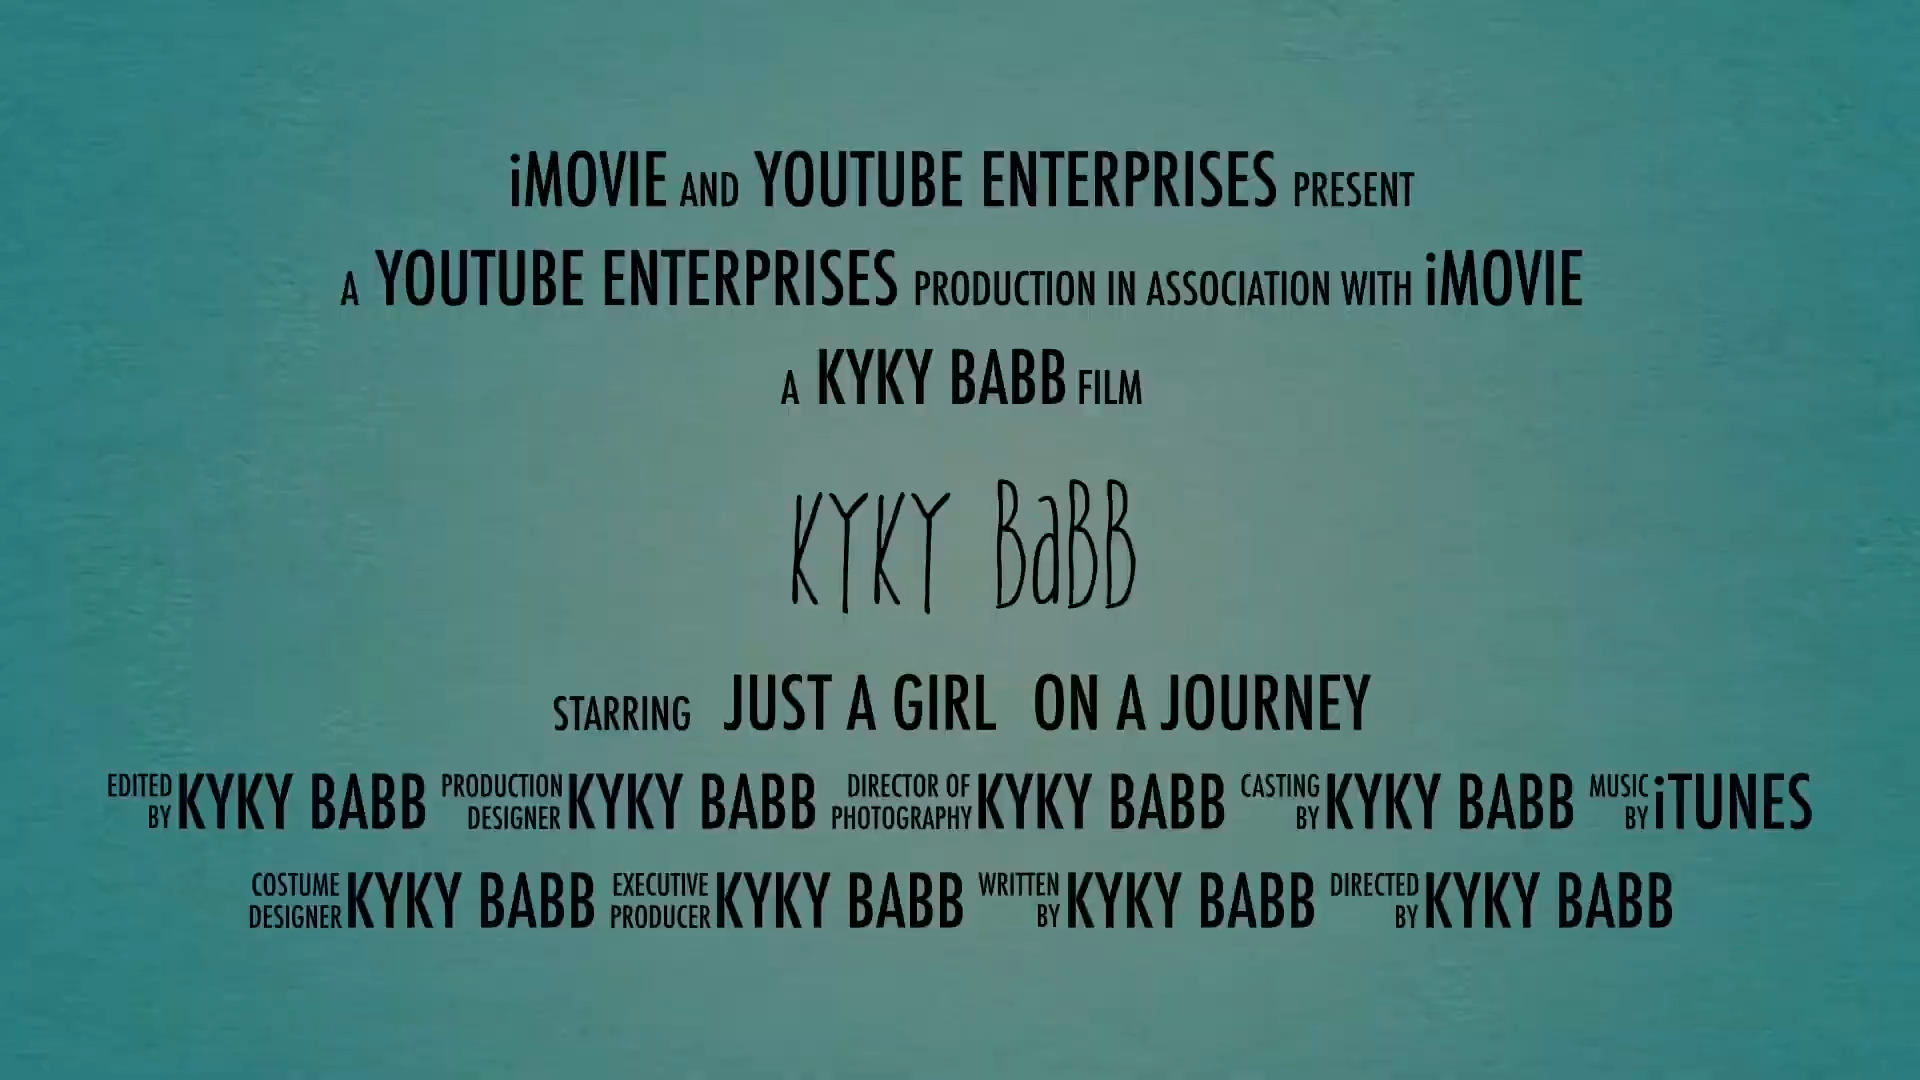 iMOVIE AND YOUTUBE ENTERPRISES PRESENT
A YOUTUBE ENTERPRISES PRODUCTION IN ASSOCIATION WITH iMOVIE
A KYKY BABB FILM
KYKY BaBB
STARRING JUST A GIRL ON A JOURNEY
EDITED BY KYKY BABB PRODUCTION DESIGNER KYKY BABB DIRECTOR OF PHOTOGRAPHY KYKY BABB CASTING BY KYKY BABB MUSIC BY iTUNES
COSTUME DESIGNER KYKY BABB EXECUTIVE PRODUCER KYKY BABB WRITTEN BY KYKY BABB DIRECTED BY KYKY BABB